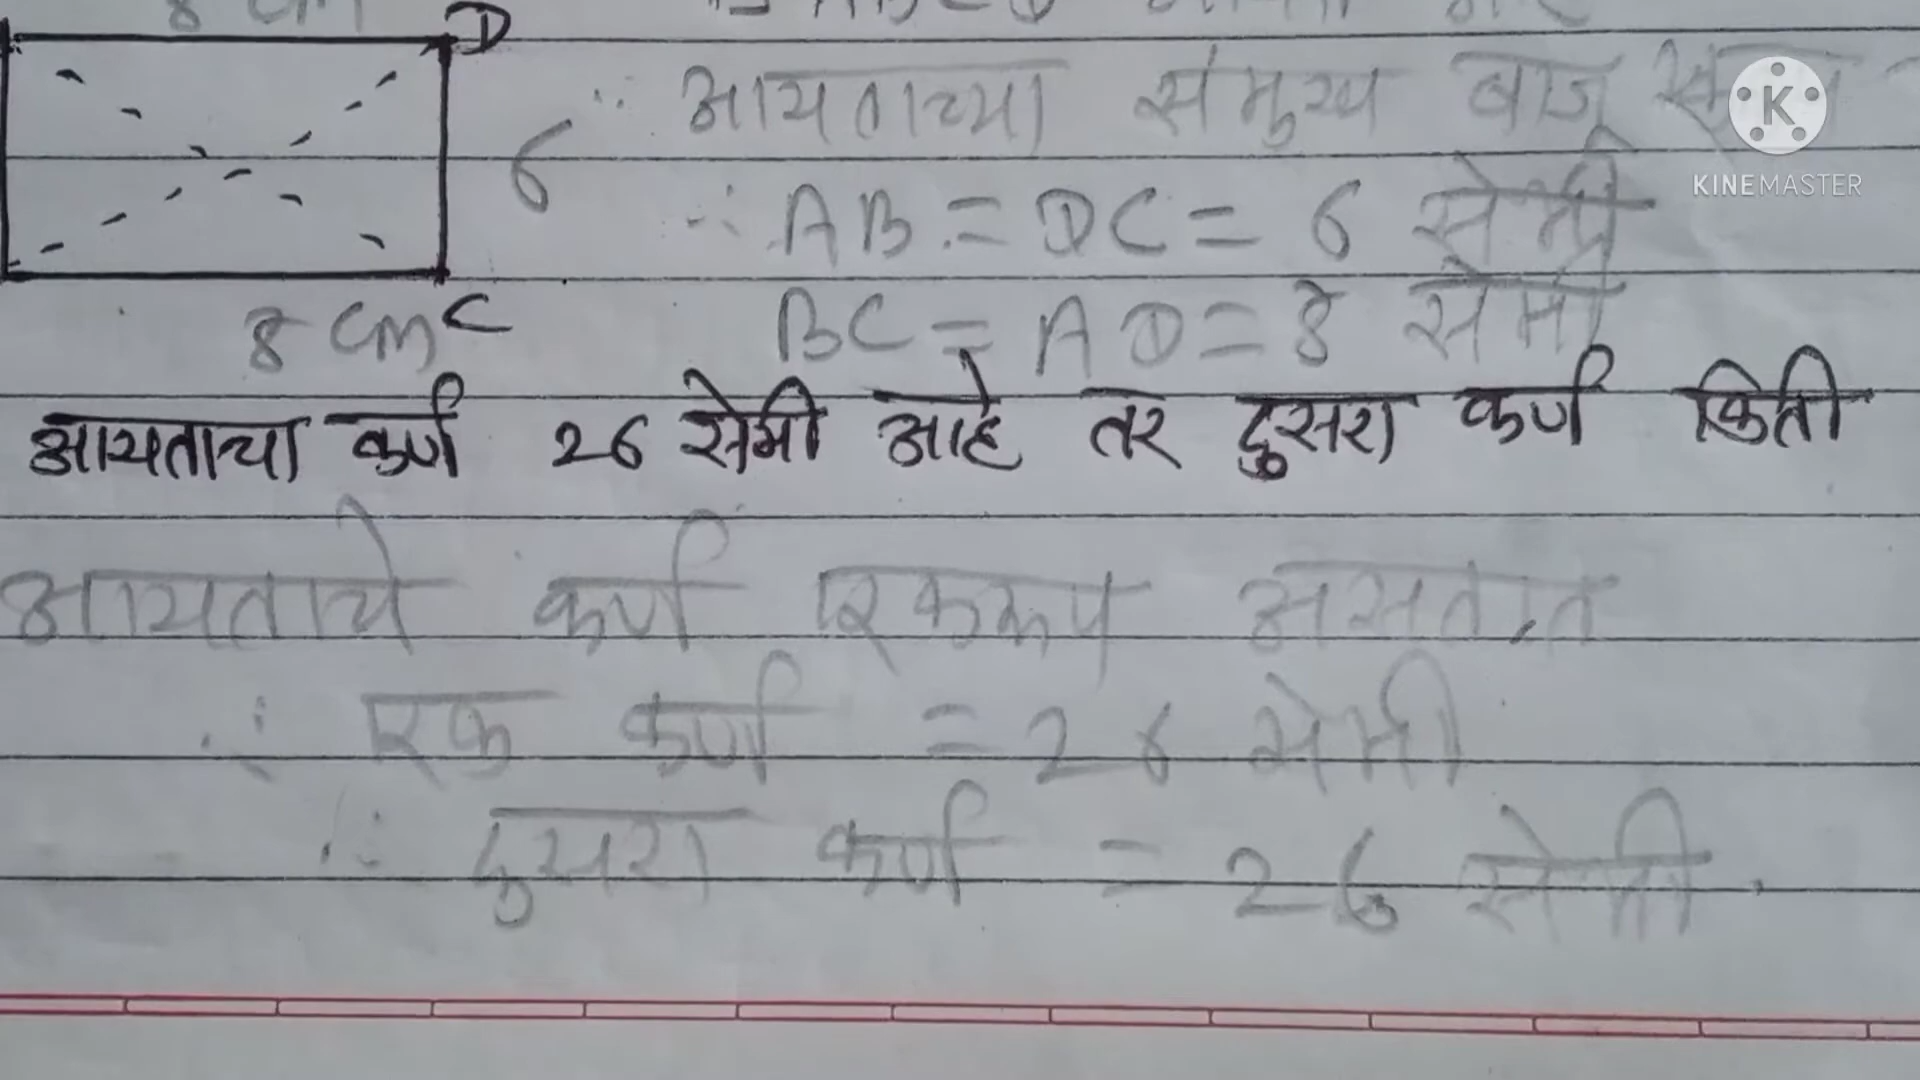 8 cm
D
∴ आयताच्या संमुख बाजू
6
∴ AB = DC = 6 सेमी
8 cm C
BC = AD = 8 सेमी
आयताचा कर्ण 26 सेमी आहे तर दुसरा कर्ण किती
आयताचे कर्ण एकरूप असतात
∴ एक कर्ण = 26 सेमी
∴ दुसरा कर्ण = 26 सेमी
KINEMASTER